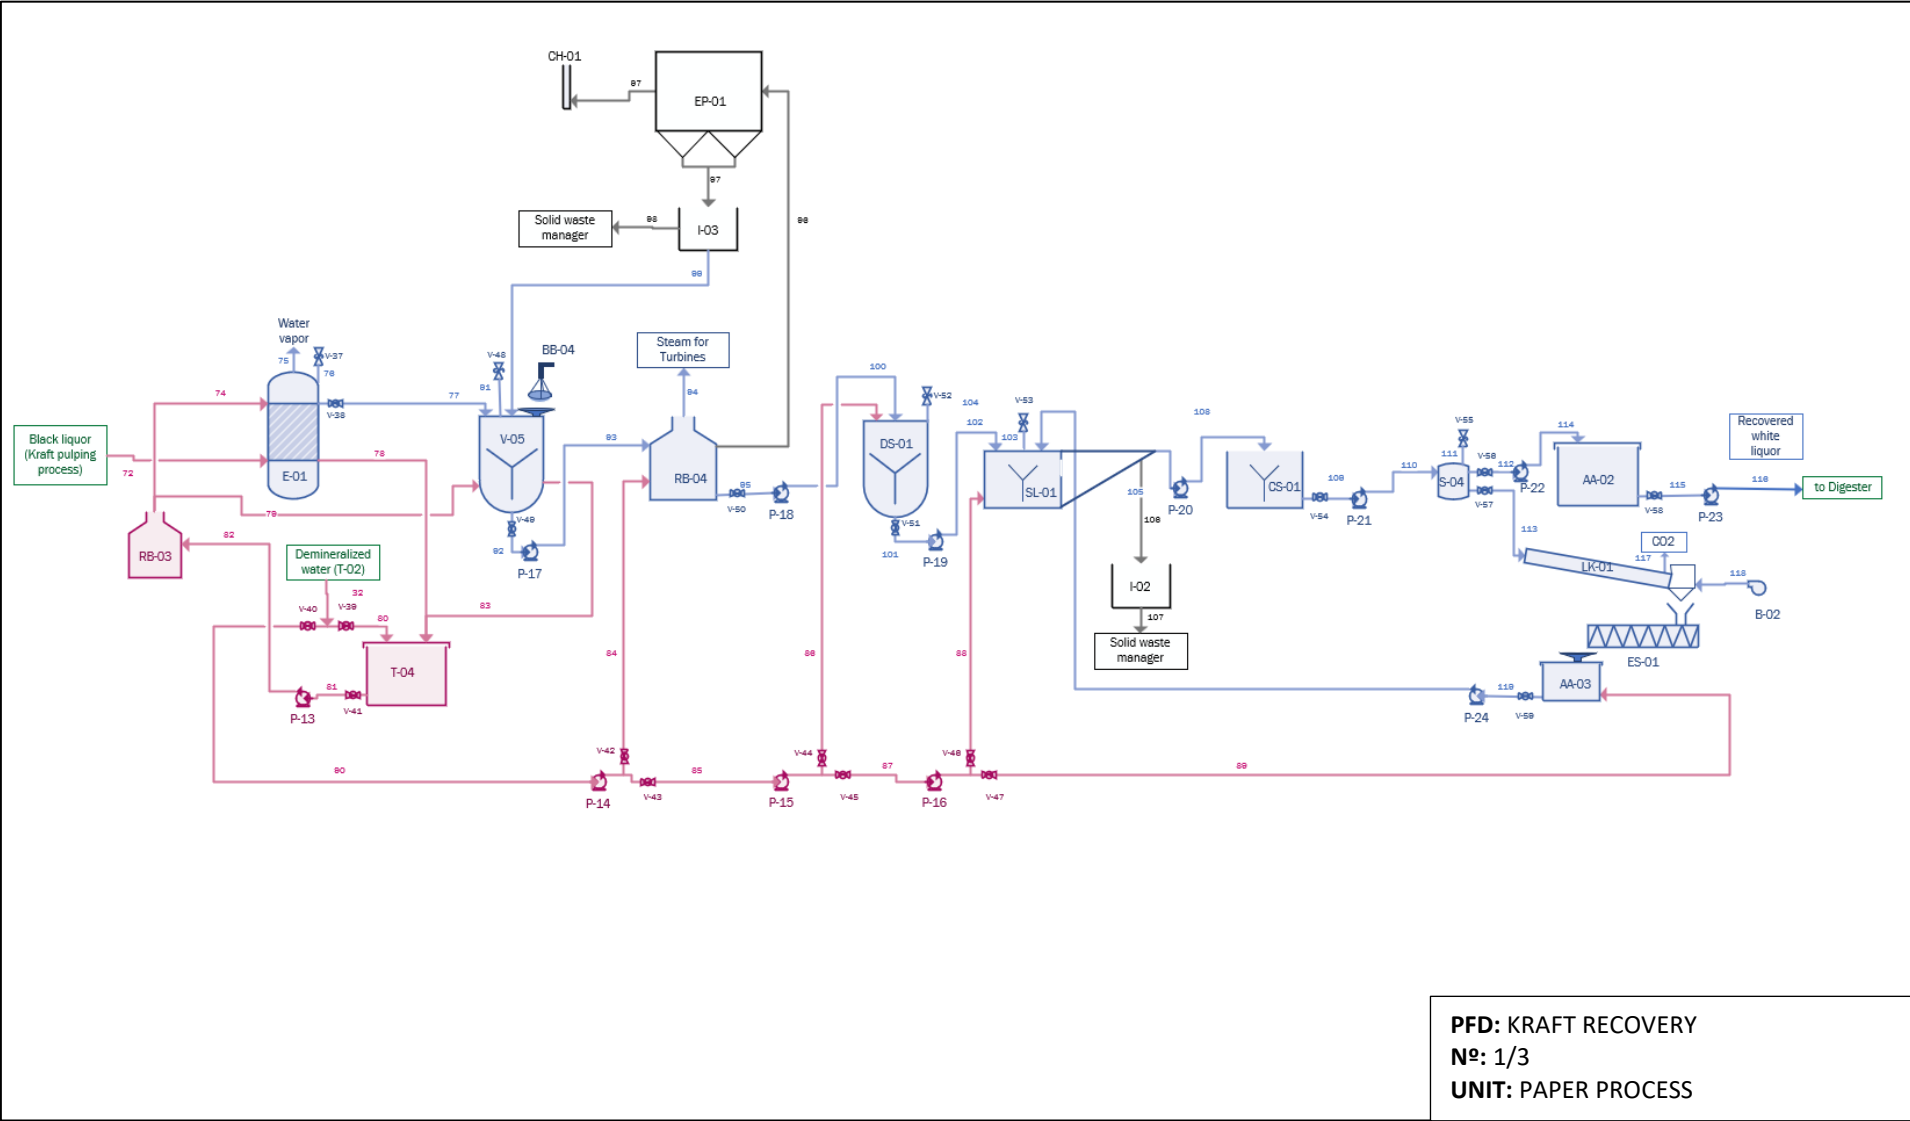 CH-01
97
EP-01
97
96
Solid waste
manager
98
I-03
99
Water
vapor
75
V-37
76
74
77
V-38
V-48
91
BB-04
Steam for
Turbines
94
Black liquor
(Kraft pulping
process)
72
E-01
78
79
V-05
93
V-49
92
P-17
RB-04
95
V-50
P-18
100
DS-01
V-52
104
102
V-51
101
P-19
V-53
103
SL-01
105
106
I-02
107
Solid waste
manager
P-20
108
CS-01
109
V-54
P-21
110
V-55
111
S-04
V-56
112
V-57
P-22
114
113
AA-02
115
V-58
P-23
116
Recovered
white
liquor
to Digester
CO2
117
LK-01
118
B-02
ES-01
AA-03
119
V-59
P-24
RB-03
82
Demineralized
water (T-02)
32
V-40
V-39
80
83
T-04
81
V-41
P-13
84
86
88
V-42
V-44
V-46
90
P-14
85
V-43
P-15
87
V-45
P-16
V-47
89
PFD: KRAFT RECOVERY
Nº: 1/3
UNIT: PAPER PROCESS